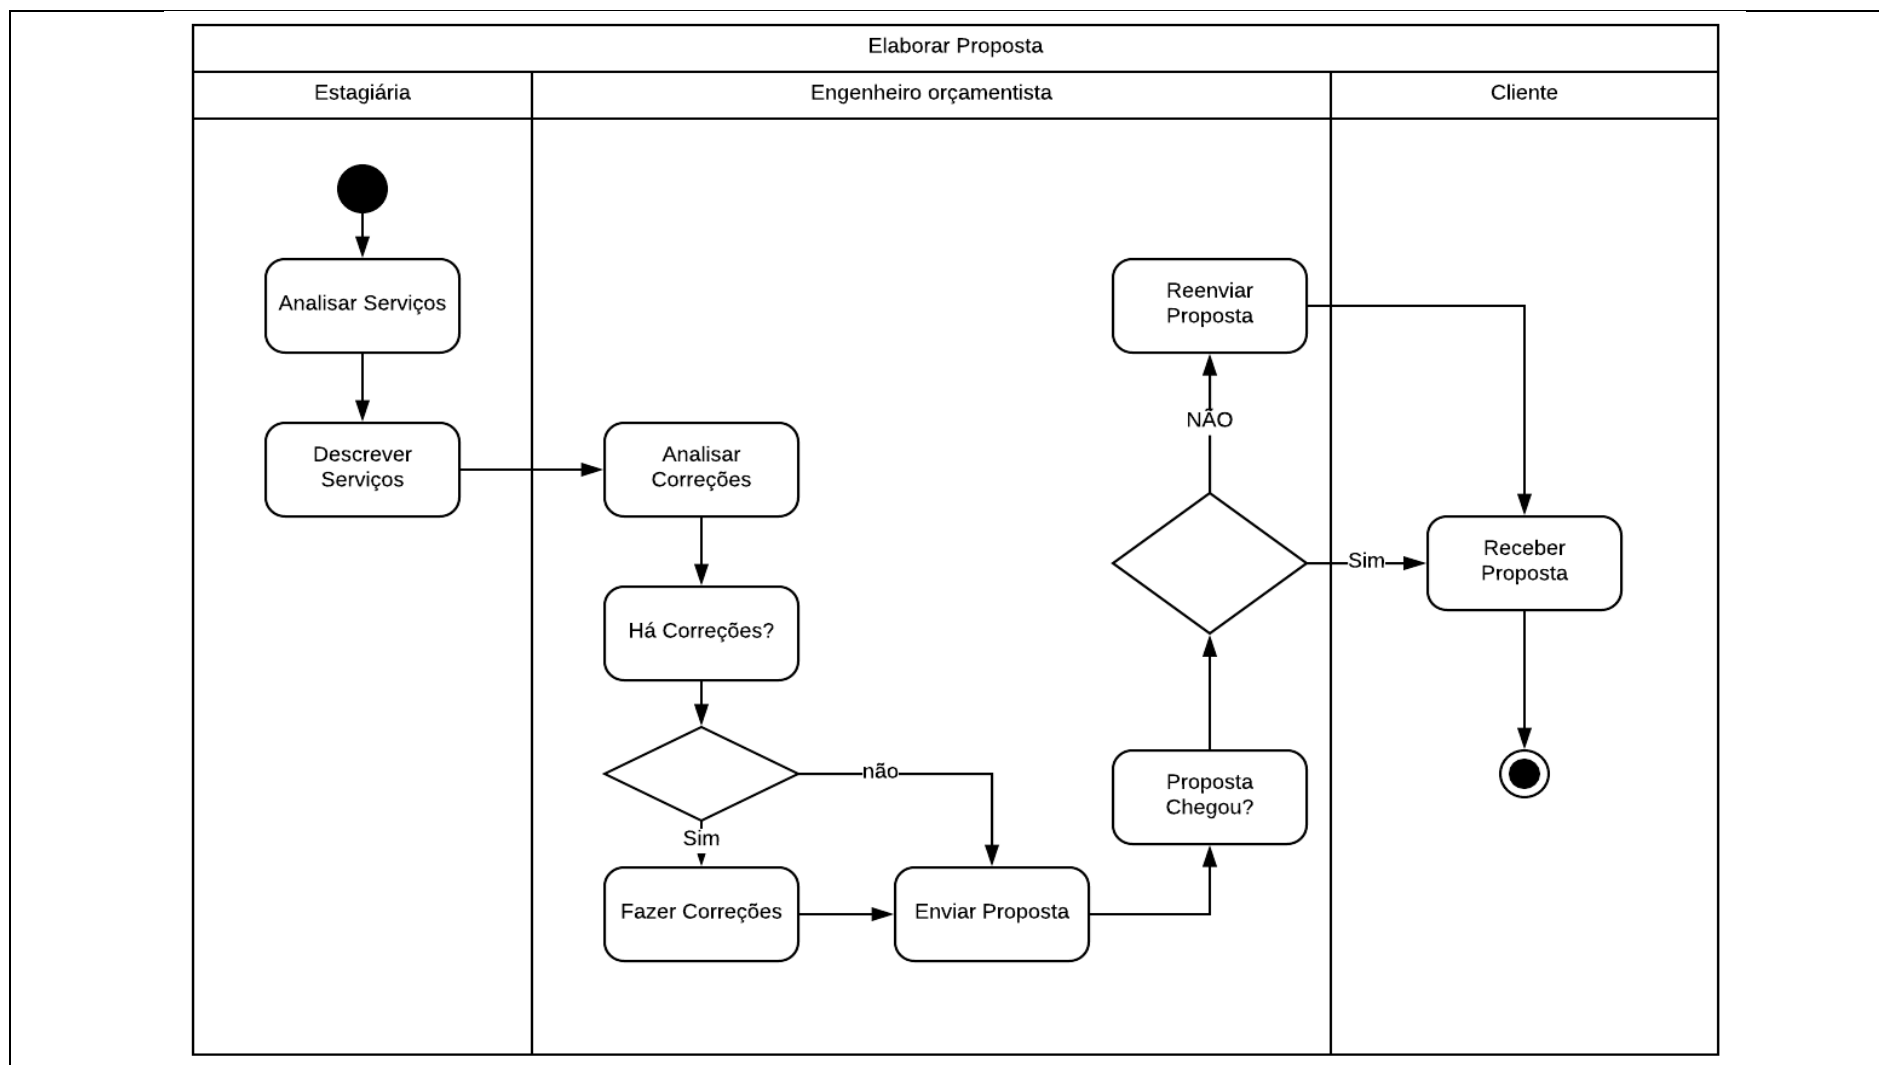 Elaborar Proposta
Estagiária
Engenheiro orçamentista
Cliente
Analisar Serviços
Descrever
Serviços
Analisar
Correções
Há Correções?
não
Sim
Fazer Correções
Enviar Proposta
Proposta
Chegou?
NÃO
Sim
Reenviar
Proposta
Receber
Proposta